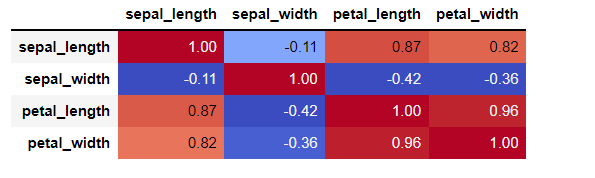 sepal_length sepal_width petal_length petal_width
sepal_length 1.00 -0.11 0.87 0.82
sepal_width -0.11 1.00 -0.42 -0.36
petal_length 0.87 -0.42 1.00 0.96
petal_width 0.82 -0.36 0.96 1.00